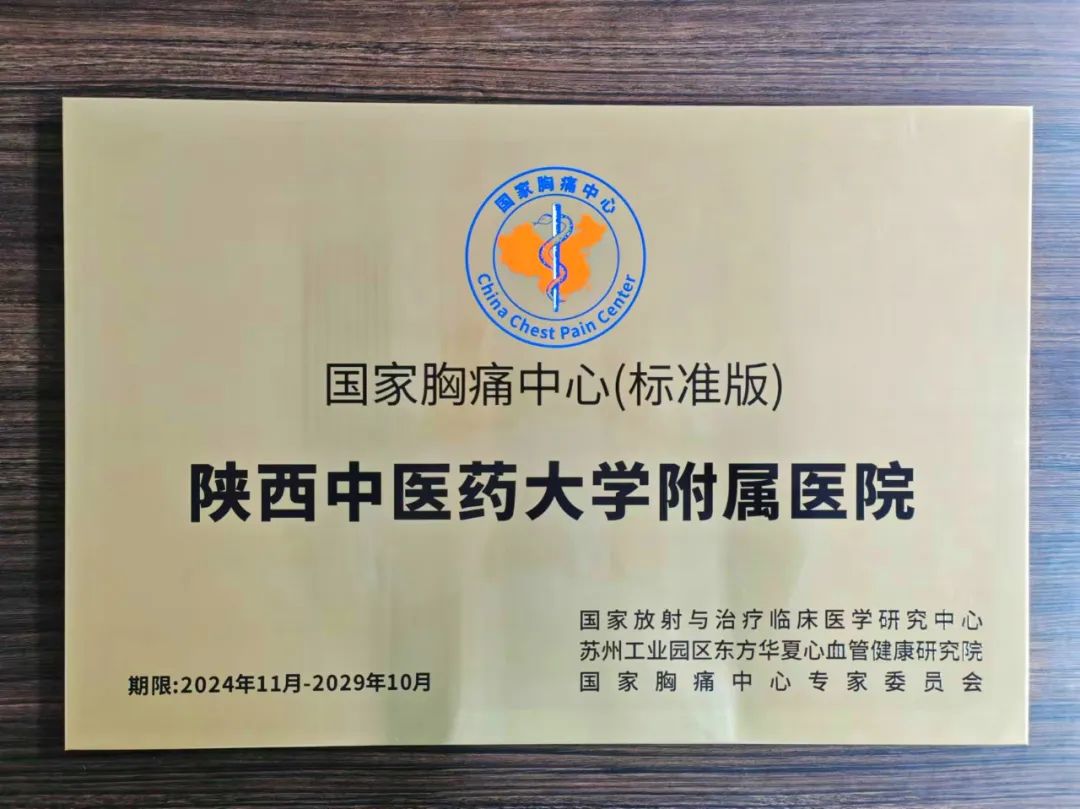 国家胸痛中心
China Chest Pain Center
国家胸痛中心(标准版)
陕西中医药大学附属医院
国家放射与治疗临床医学研究中心
苏州工业园区东方华夏心血管健康研究院
国家胸痛中心专家委员会
期限:2024年11月-2029年10月